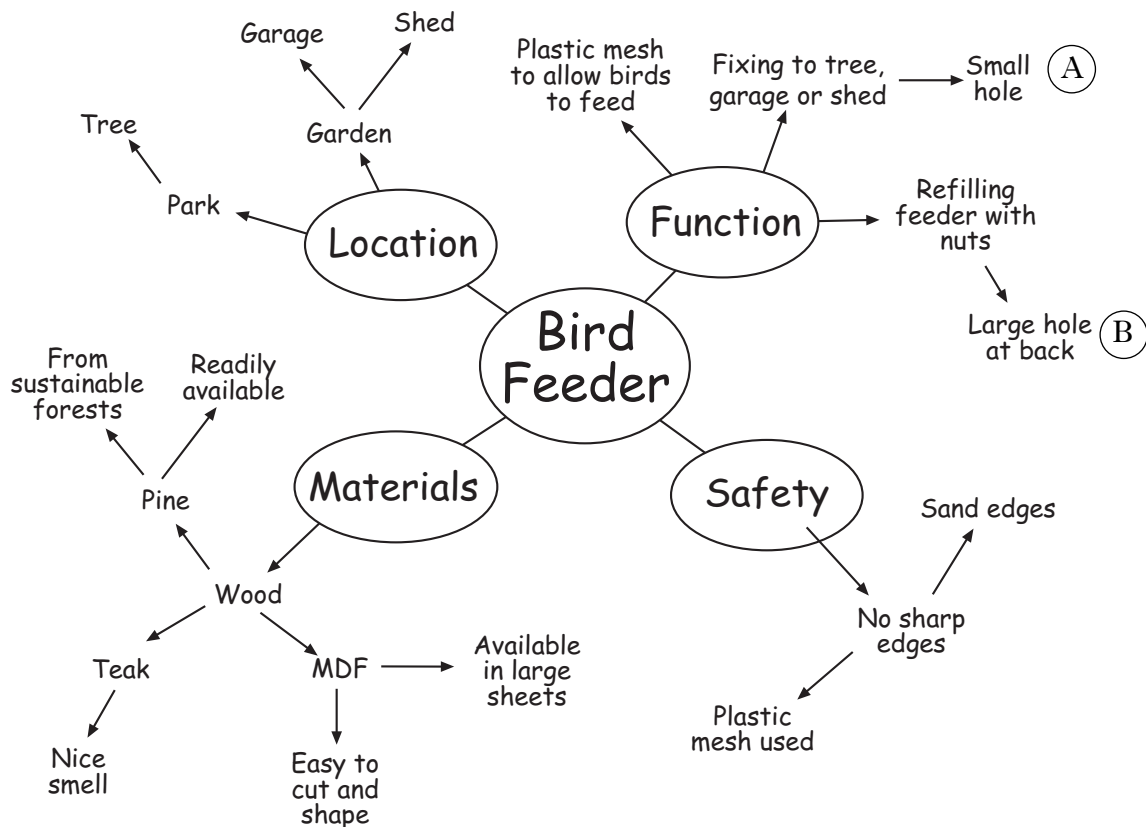 Bird
Feeder
Location
Garden
Garage
Shed
Park
Tree
Function
Plastic mesh
to allow birds
to feed
Fixing to tree,
garage or shed
Small
hole
A
Refilling
feeder with
nuts
Large hole
at back
B
Materials
Wood
Pine
From
sustainable
forests
Readily
available
Teak
Nice
smell
MDF
Available
in large
sheets
Easy to
cut and
shape
Safety
No sharp
edges
Sand edges
Plastic
mesh used